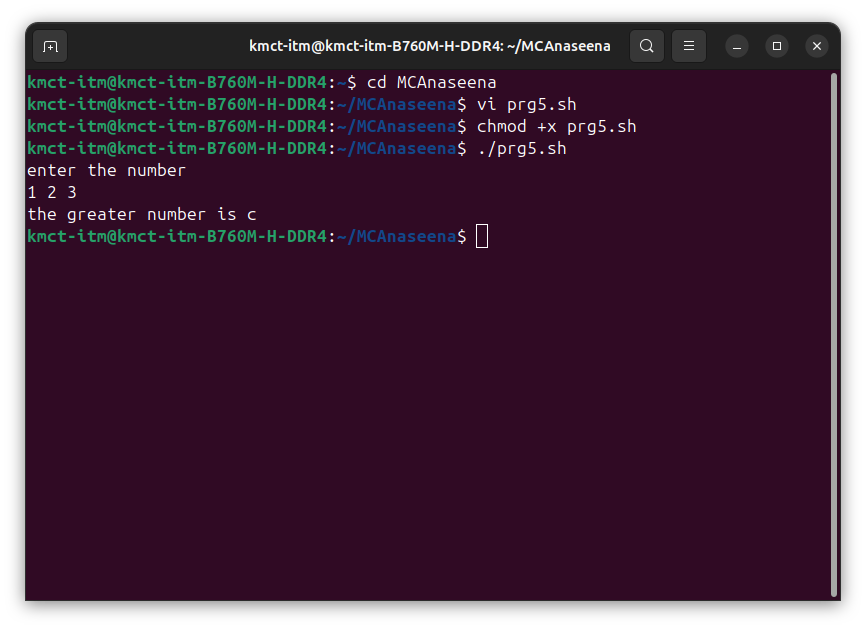 kmct-itm@kmct-itm-B760M-H-DDR4: ~/MCAnaseena
kmct-itm@kmct-itm-B760M-H-DDR4:~$ cd MCAnaseena
kmct-itm@kmct-itm-B760M-H-DDR4:~/MCAnaseena$ vi prg5.sh
kmct-itm@kmct-itm-B760M-H-DDR4:~/MCAnaseena$ chmod +x prg5.sh
kmct-itm@kmct-itm-B760M-H-DDR4:~/MCAnaseena$ ./prg5.sh
enter the number
1 2 3
the greater number is c
kmct-itm@kmct-itm-B760M-H-DDR4:~/MCAnaseena$